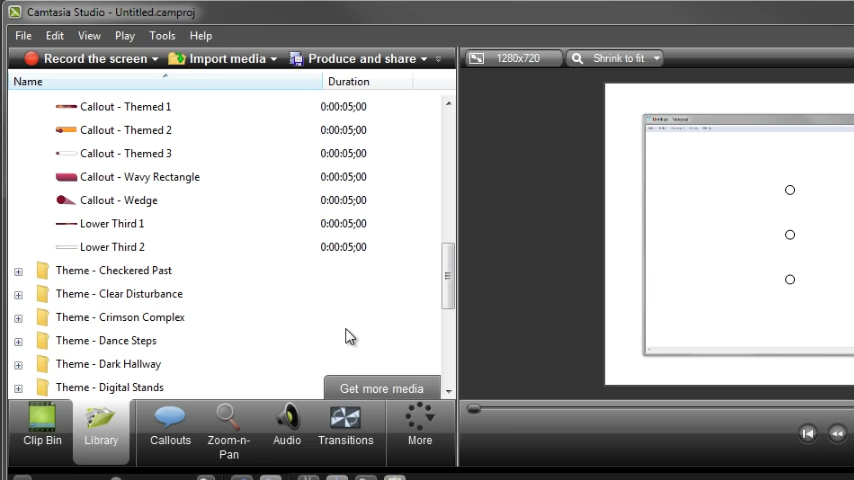 Camtasia Studio - Untitled.camproj
File Edit View Play Tools Help
Record the screen Import media Produce and share 1280x720 Shrink to fit
Name Duration
Callout - Themed 1 0:00:05;00
Callout - Themed 2 0:00:05;00
Callout - Themed 3 0:00:05;00
Callout - Wavy Rectangle 0:00:05;00
Callout - Wedge 0:00:05;00
Lower Third 1 0:00:05;00
Lower Third 2 0:00:05;00
Theme - Checkered Past
Theme - Clear Disturbance
Theme - Crimson Complex
Theme - Dance Steps
Theme - Dark Hallway
Theme - Digital Stands
Get more media
Clip Bin Library Callouts Zoom-n-Pan Audio Transitions More